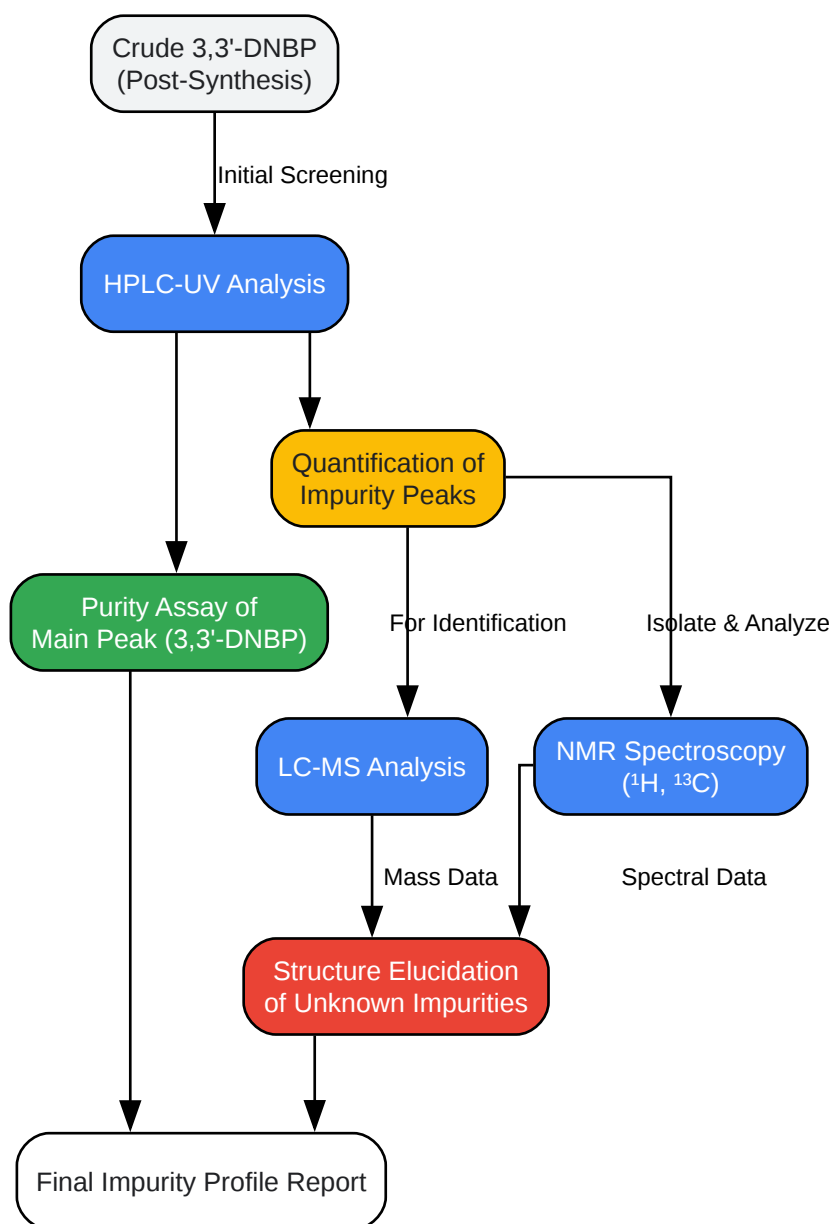 Crude 3,3'-DNBP
(Post-Synthesis)
Initial Screening
HPLC-UV Analysis
Quantification of
Impurity Peaks
Purity Assay of
Main Peak (3,3'-DNBP)
For Identification
Isolate & Analyze
LC-MS Analysis
NMR Spectroscopy
(¹H, ¹³C)
Mass Data
Spectral Data
Structure Elucidation
of Unknown Impurities
Final Impurity Profile Report